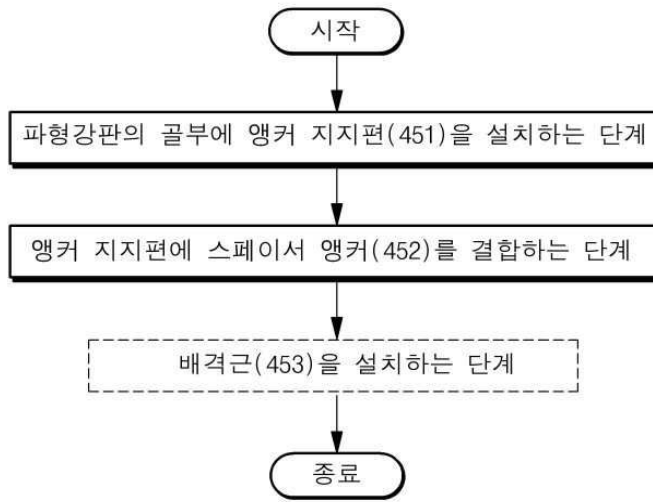 시작
파형강판의 골부에 앵커 지지편(451)을 설치하는 단계
앵커 지지편에 스페이서 앵커(452)를 결합하는 단계
배격근(453)을 설치하는 단계
종료